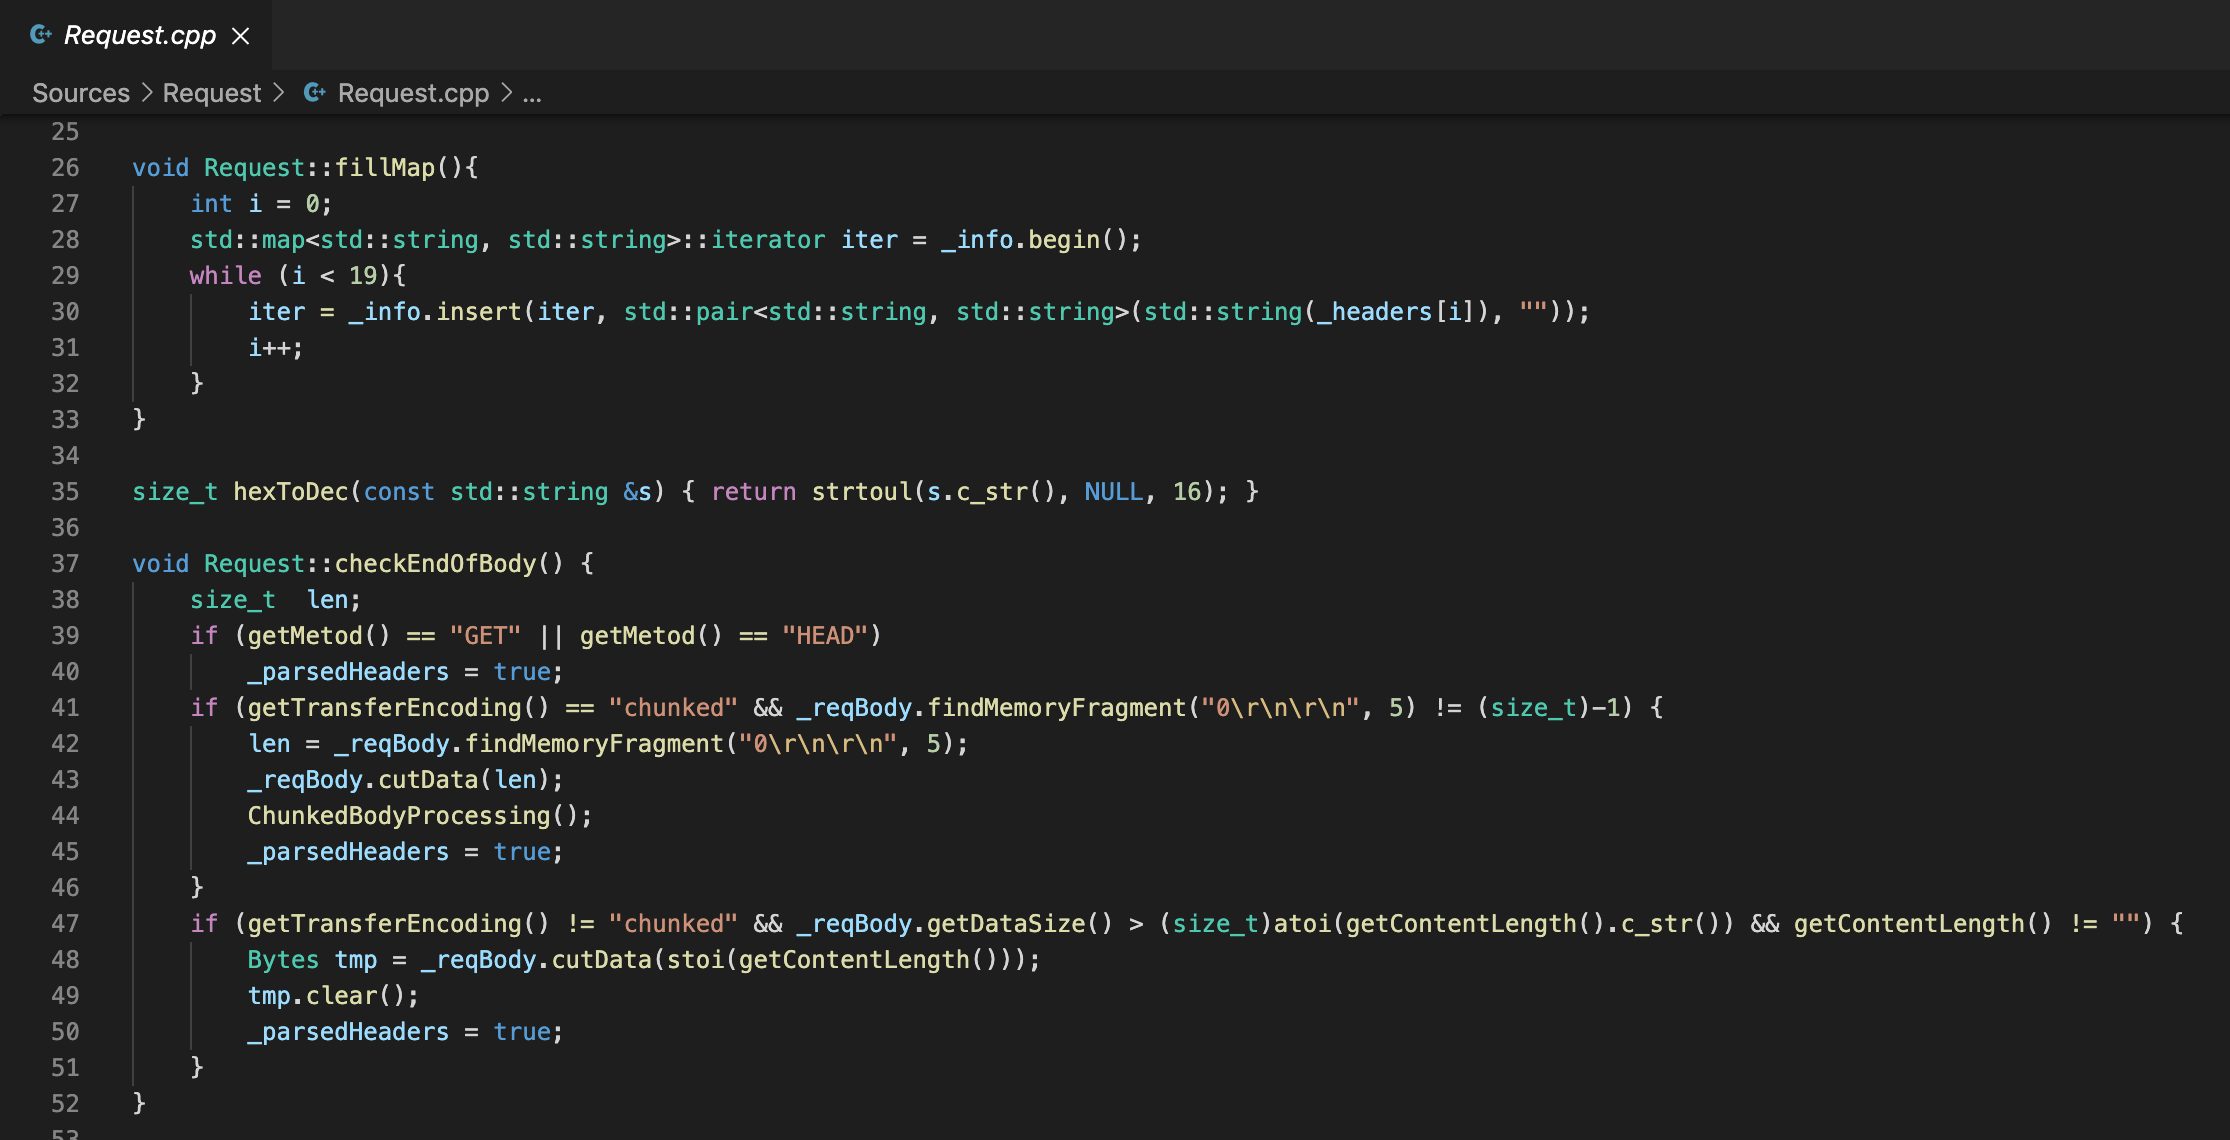 Request.cpp
Sources > Request > Request.cpp > ...
25
26 void Request::fillMap(){
27     int i = 0;
28     std::map<std::string, std::string>::iterator iter = _info.begin();
29     while (i < 19){
30         iter = _info.insert(iter, std::pair<std::string, std::string>(std::string(_headers[i]), ""));
31         i++;
32     }
33 }
34
35 size_t hexToDec(const std::string &s) { return strtoul(s.c_str(), NULL, 16); }
36
37 void Request::checkEndOfBody() {
38     size_t  len;
39     if (getMetod() == "GET" || getMetod() == "HEAD")
40         _parsedHeaders = true;
41     if (getTransferEncoding() == "chunked" && _reqBody.findMemoryFragment("0\r\n\r\n", 5) != (size_t)-1) {
42         len = _reqBody.findMemoryFragment("0\r\n\r\n", 5);
43         _reqBody.cutData(len);
44         ChunkedBodyProcessing();
45         _parsedHeaders = true;
46     }
47     if (getTransferEncoding() != "chunked" && _reqBody.getDataSize() > (size_t)atoi(getContentLength().c_str()) && getContentLength() != "") {
48         Bytes tmp = _reqBody.cutData(stoi(getContentLength()));
49         tmp.clear();
50         _parsedHeaders = true;
51     }
52 }
53